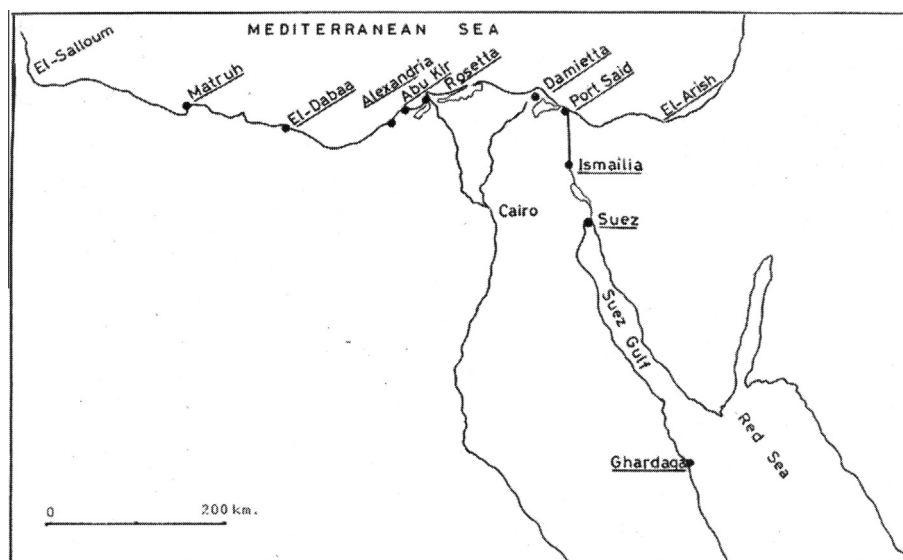 MEDITERRANEAN SEA
El-Salloum
Matruh
El-Dabaa
Alexandria
Abu Kir
Rosetta
Damietta
Port Said
El-Arish
Ismailia
Cairo
Suez
Suez Gulf
Red Sea
Ghardaqa
0 200 km.